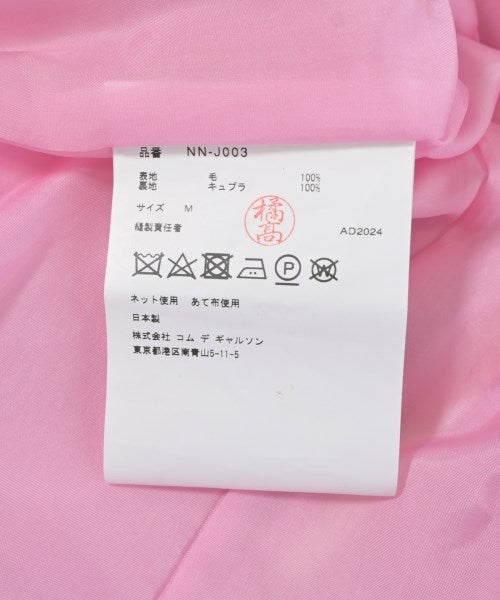 品番 NN-J003
表地 毛 100%
裏地 キュプラ 100%
サイズ M
橘高
縫製責任者 AD2024
P W
ネット使用 あて布使用
日本製
株式会社 コム デ ギャルソン
東京都港区南青山5-11-5